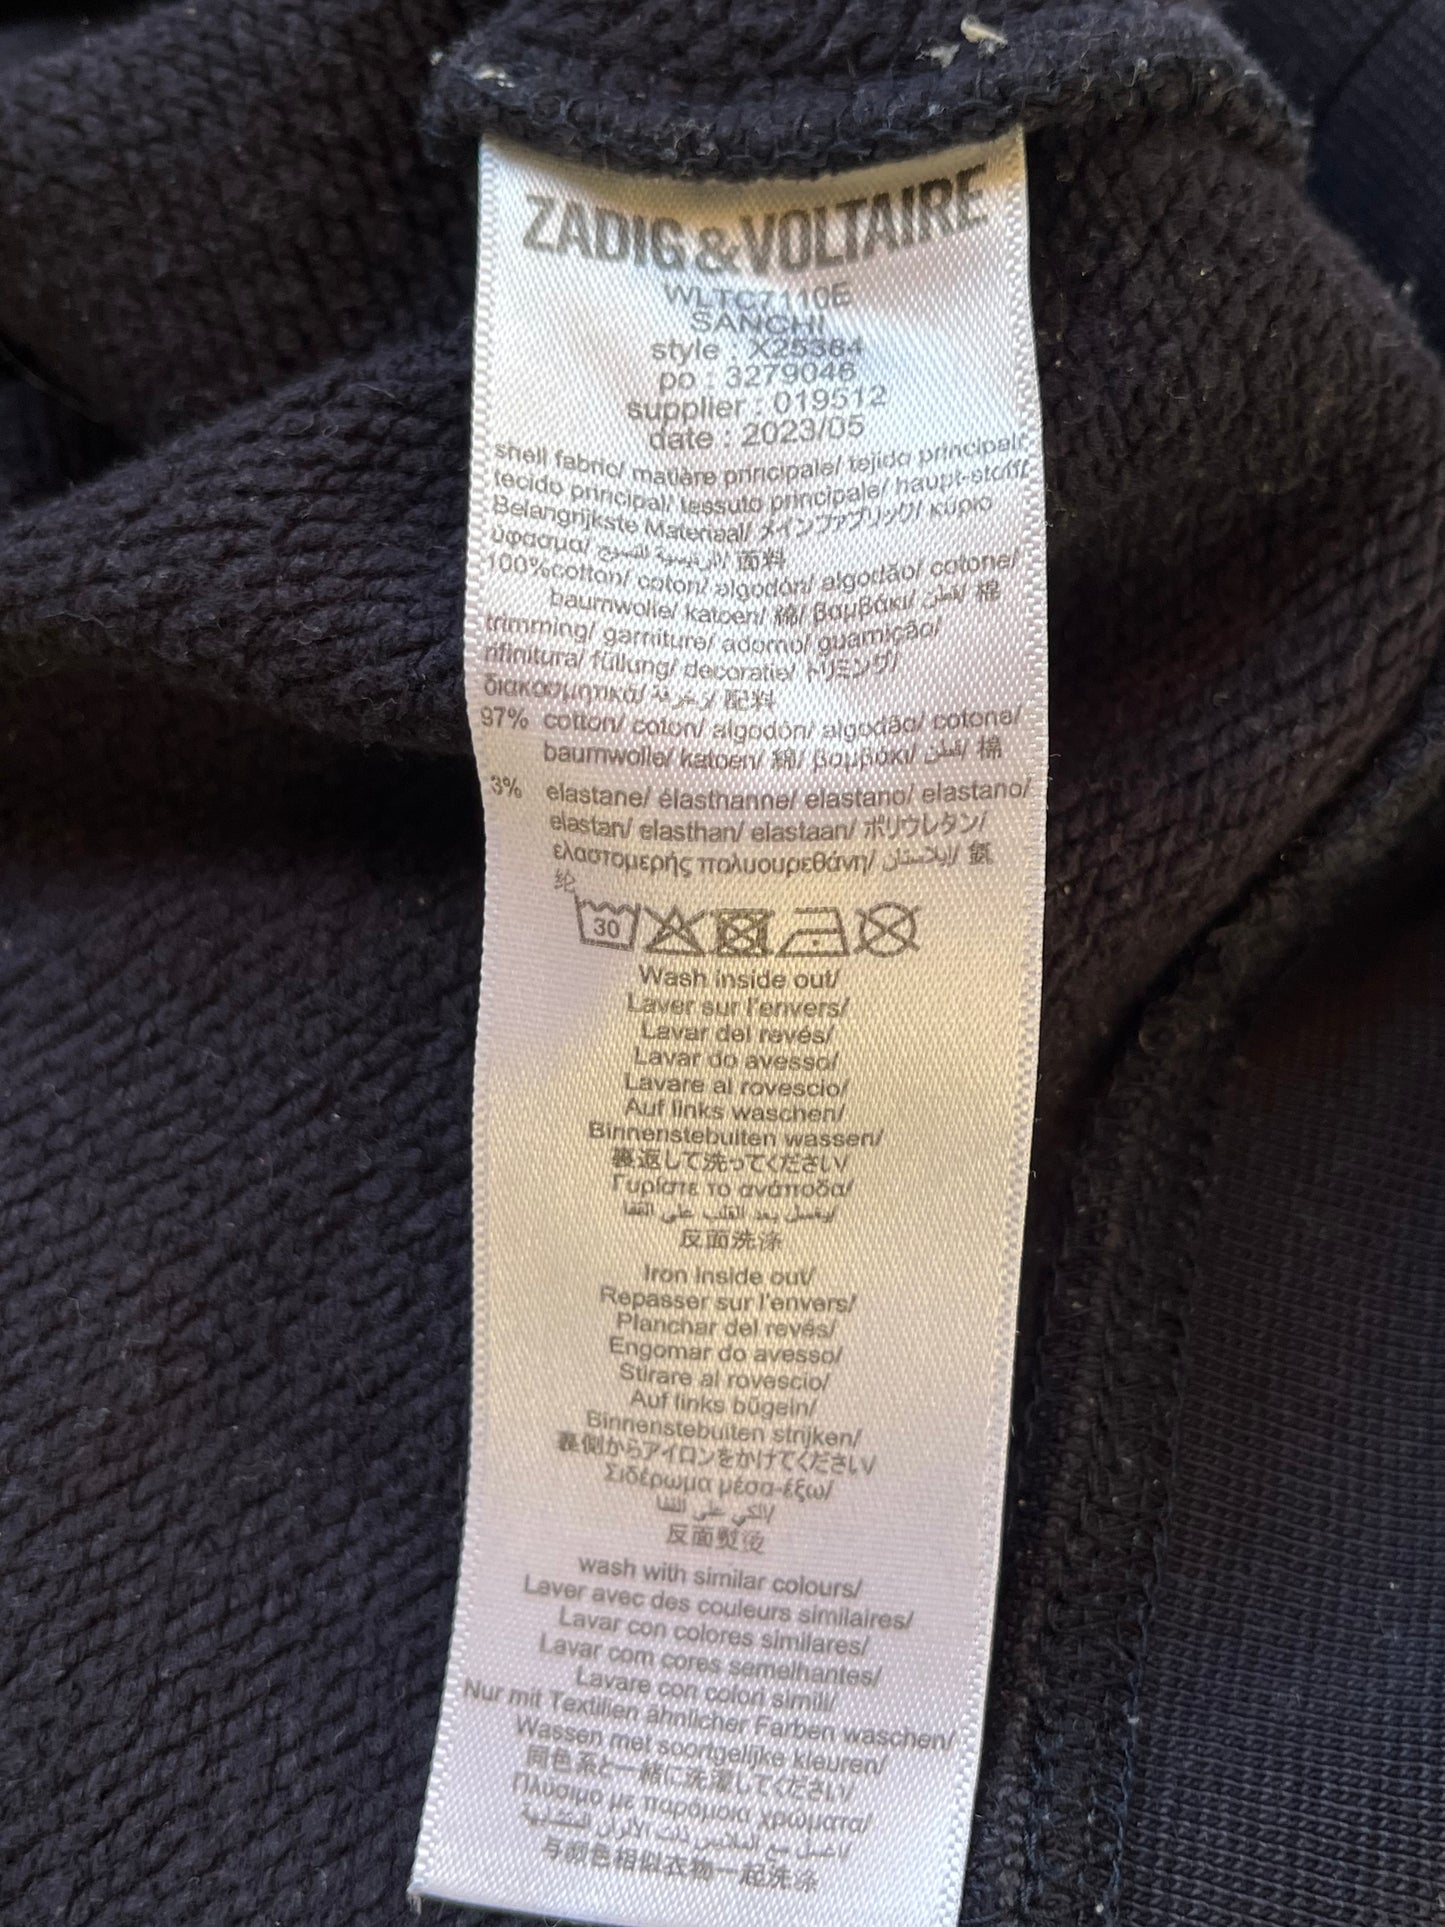 ZADIG&VOLTAIRE
WLTC7110E
SANCHI
style : X25364
po : 3279046
supplier : 019512
date : 2023/05
shell fabric/ matière principale/ tejido principal/
tecido principal/ tessuto principale/ haupt-stoff/
Belangrijkste Materiaal/ メインファブリック/ κύριο
ύφασμα/ الرئيسية النسيج/ 面料
100%cotton/ coton/ algodón/ algodão/ cotone/
baumwolle/ katoen/ 綿/ βαμβάκι/ قطن/ 棉
trimming/ garniture/ adorno/ guarnição/
rifinitura/ füllung/ decoratie/ トリミング/
διακοσμητικά/ 配料
97% cotton/ coton/ algodón/ algodão/ cotone/
baumwolle/ katoen/ 綿/ βαμβάκι/ قطن/ 棉
3% elastane/ élasthanne/ elastano/ elastano/
elastan/ elasthan/ elastaan/ ポリウレタン/
ελαστομερής πολυουρεθάνη/ إيلاستان/ 氨
纶
30
Wash inside out/
Laver sur l'envers/
Lavar del revés/
Lavar do avesso/
Lavare al rovescio/
Auf links waschen/
Binnenstebuiten wassen/
裏返して洗ってください/
Γυρίστε το ανάποδα/
يغسل بعد القلب على القفا/
反面洗涤
Iron inside out/
Repasser sur l'envers/
Planchar del revés/
Engomar do avesso/
Stirare al rovescio/
Auf links bügeln/
Binnenstebuiten strijken/
裏側からアイロンをかけてください/
Σιδέρωμα μέσα-έξω/
الكي على القفا/
反面熨烫
wash with similar colours/
Laver avec des couleurs similaires/
Lavar con colores similares/
Lavar com cores semelhantes/
Lavare con colori simili/
Nur mit Textilien ähnlicher Farben waschen/
Wassen met soortgelijke kleuren/
同色系と一緒に洗濯してください/
Πλύσιμο με παρόμοια χρώματα/
اغسل مع الملابس ذات الألوان المتشابهة/
与颜色相似衣物一起洗涤